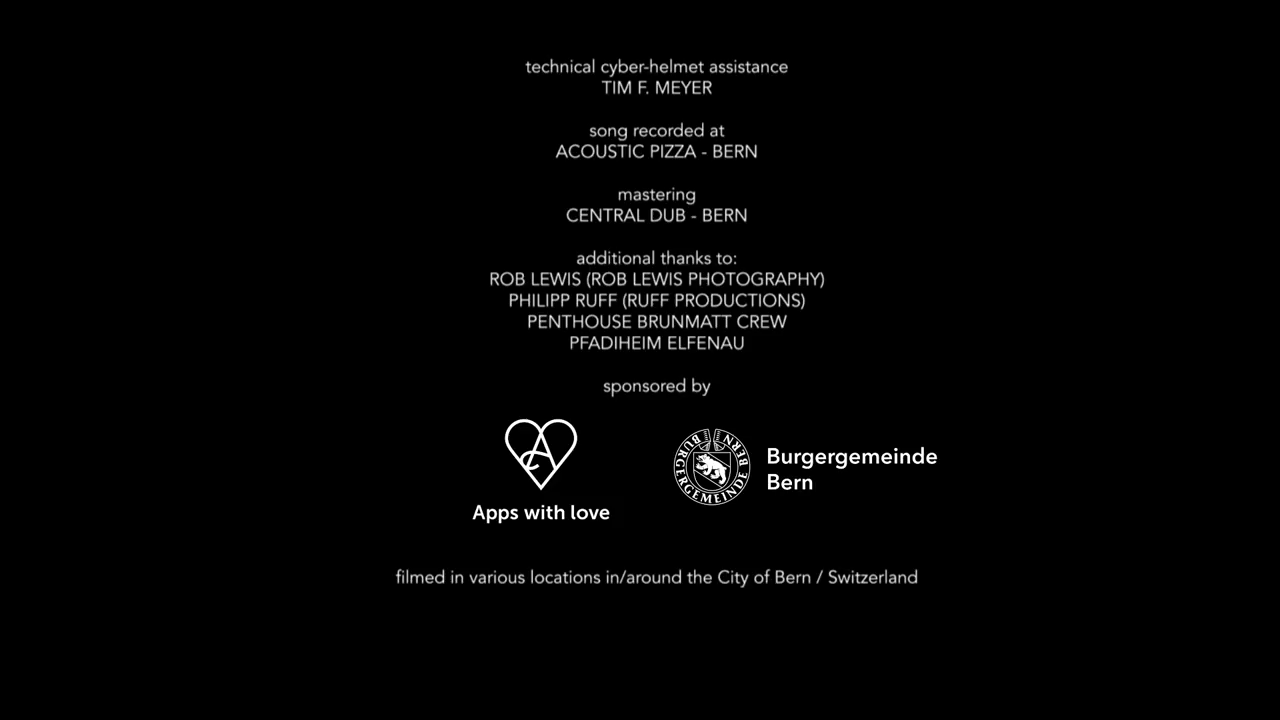 technical cyber-helmet assistance
TIM F. MEYER
song recorded at
ACOUSTIC PIZZA - BERN
mastering
CENTRAL DUB - BERN
additional thanks to:
ROB LEWIS (ROB LEWIS PHOTOGRAPHY)
PHILIPP RUFF (RUFF PRODUCTIONS)
PENTHOUSE BRUNMATT CREW
PFADIHEIM ELFENAU
sponsored by
Apps with love
BURGERGEMEINDE BERN
Burgergemeinde
Bern
filmed in various locations in/around the City of Bern / Switzerland